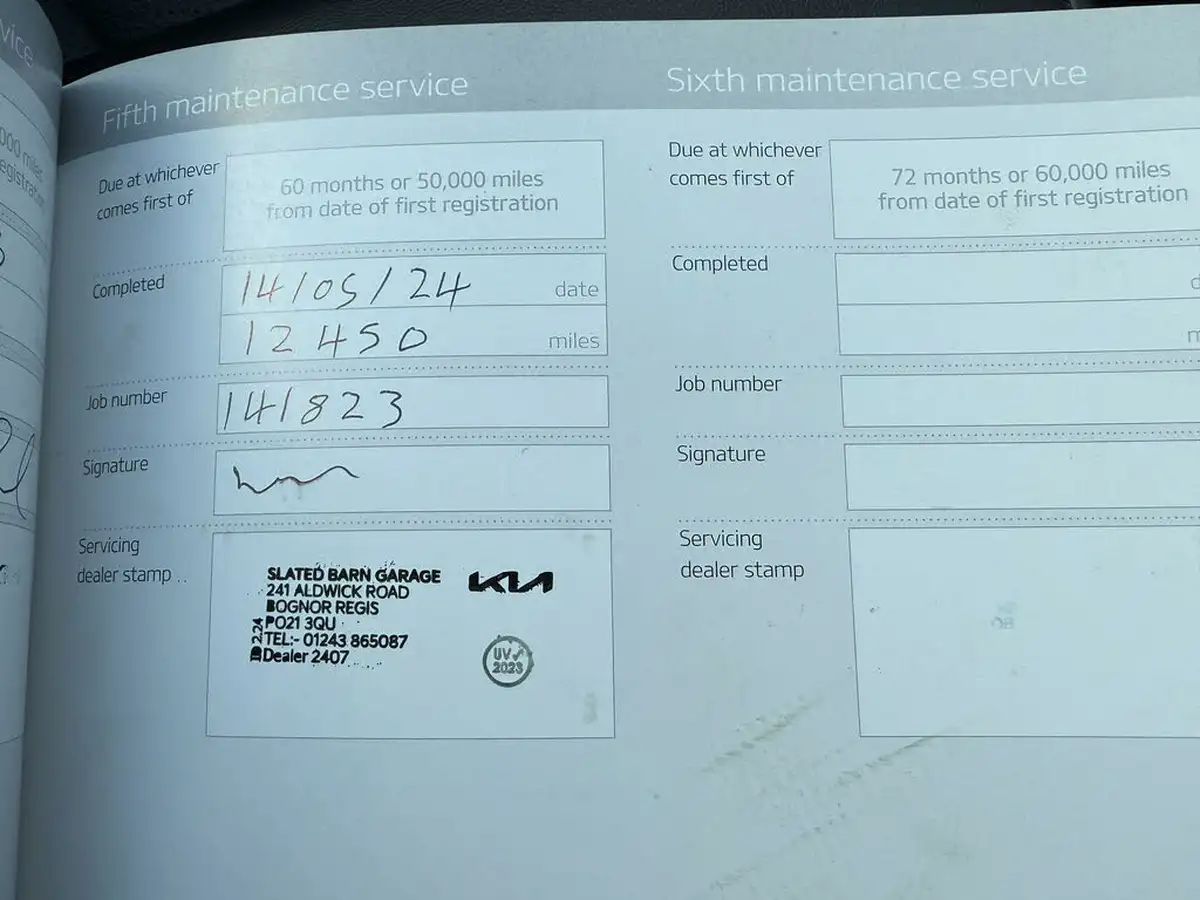 vice
000 miles
Fifth maintenance service
Due at whichever
comes first of
60 months or 50,000 miles
from date of first registration
Completed
14/05/24
date
12450
miles
Job number
141823
Signature
Servicing
dealer stamp ..
SLATED BARN GARAGE
241 ALDWICK ROAD
BOGNOR REGIS
PO21 3QU
TEL:- 01243 865087
Dealer 2407
KIA
UV✓
2023
Sixth maintenance service
Due at whichever
comes first of
72 months or 60,000 miles
from date of first registration
Completed
Job number
Signature
Servicing
dealer stamp